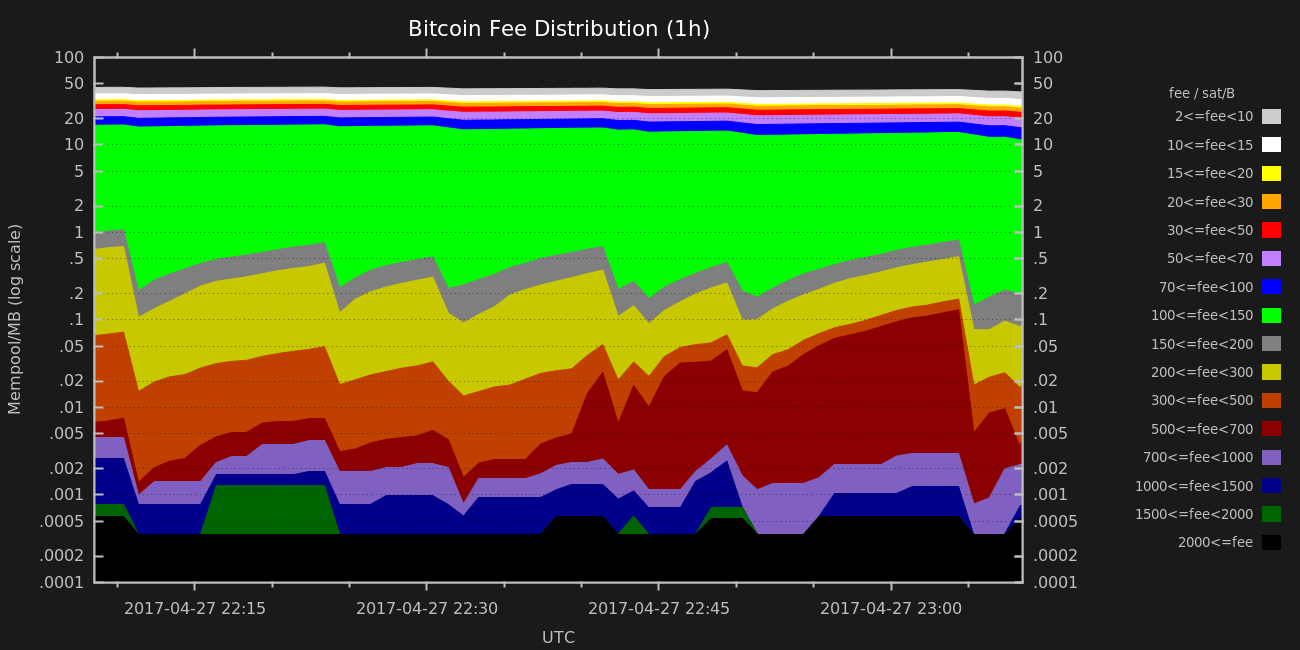 Bitcoin Fee Distribution (1h)
Mempool/MB (log scale)
100
50
20
10
5
2
1
.5
.2
.1
.05
.02
.01
.005
.002
.001
.0005
.0002
.0001
100
50
20
10
5
2
1
.5
.2
.1
.05
.02
.01
.005
.002
.001
.0005
.0002
.0001
2017-04-27 22:15
2017-04-27 22:30
2017-04-27 22:45
2017-04-27 23:00
UTC
fee / sat/B
2<=fee<10
10<=fee<15
15<=fee<20
20<=fee<30
30<=fee<50
50<=fee<70
70<=fee<100
100<=fee<150
150<=fee<200
200<=fee<300
300<=fee<500
500<=fee<700
700<=fee<1000
1000<=fee<1500
1500<=fee<2000
2000<=fee